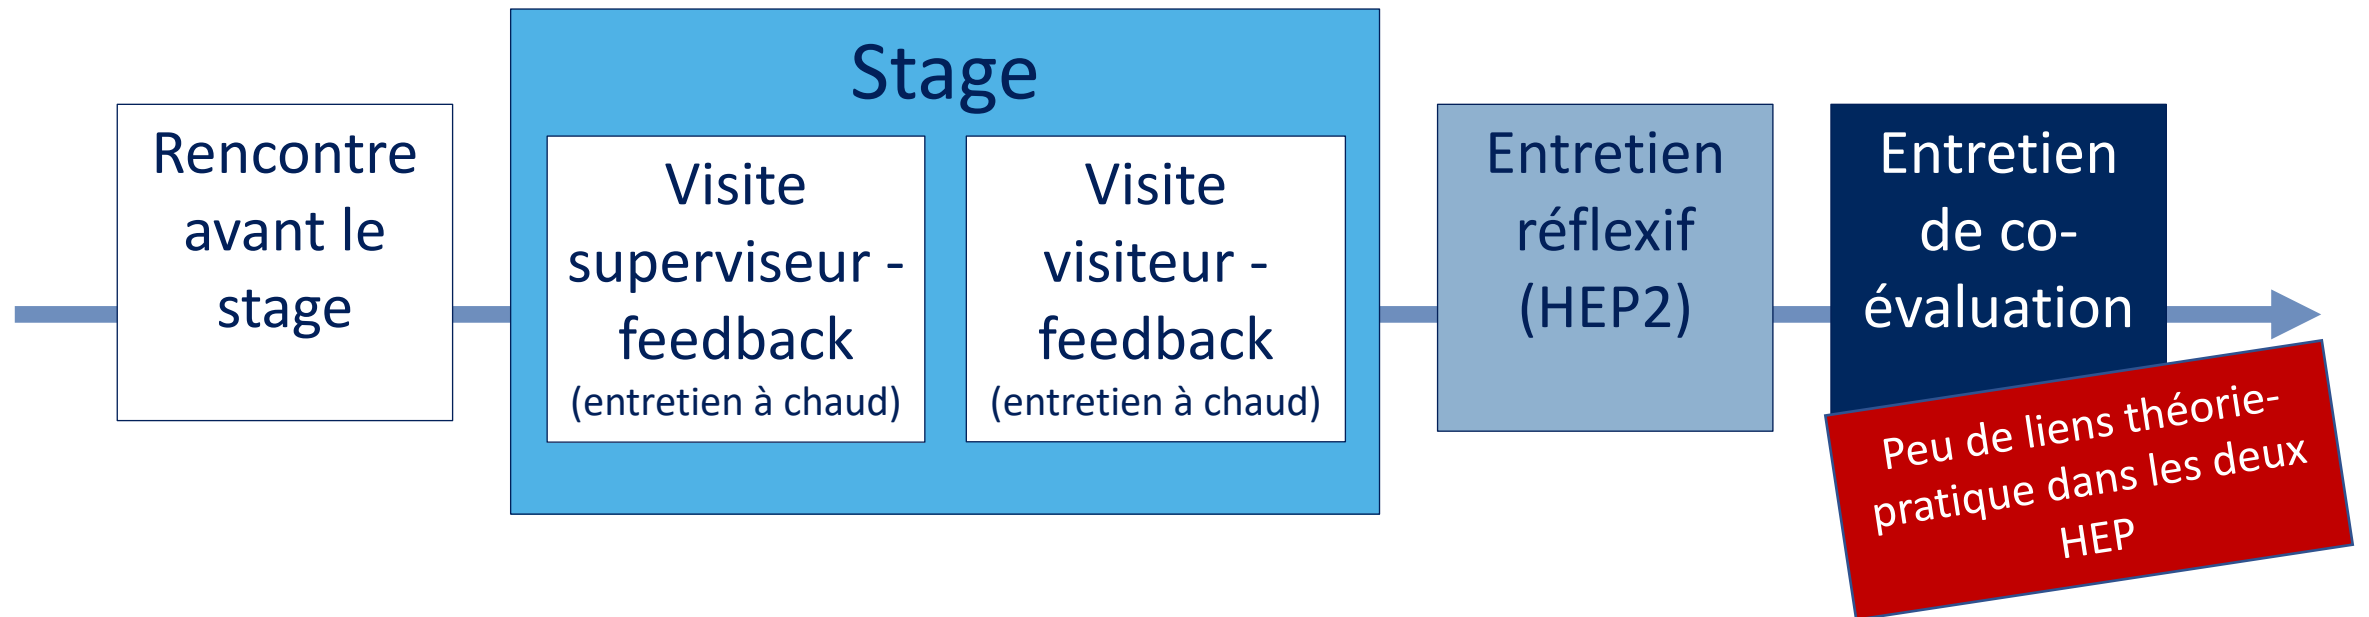 Rencontre
avant le
stage
Stage
Visite
superviseur -
feedback
(entretien à chaud)
Visite
visiteur -
feedback
(entretien à chaud)
Entretien
réflexif
(HEP2)
Entretien
de co-
évaluation
Peu de liens théorie-
pratique dans les deux
HEP